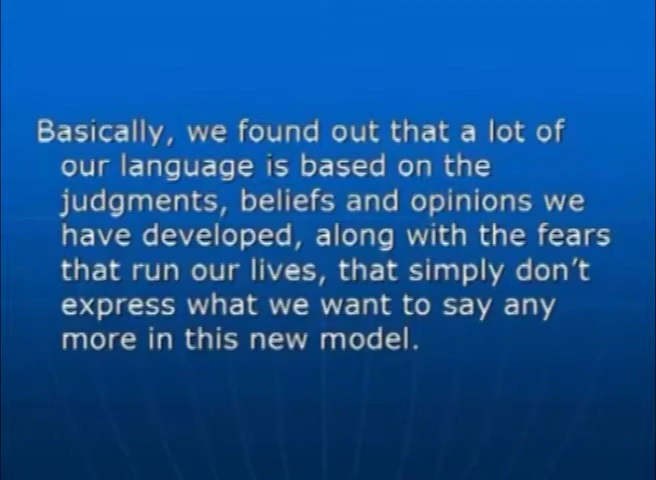 Basically, we found out that a lot of
our language is based on the
judgments, beliefs and opinions we
have developed, along with the fears
that run our lives, that simply don't
express what we want to say any
more in this new model.